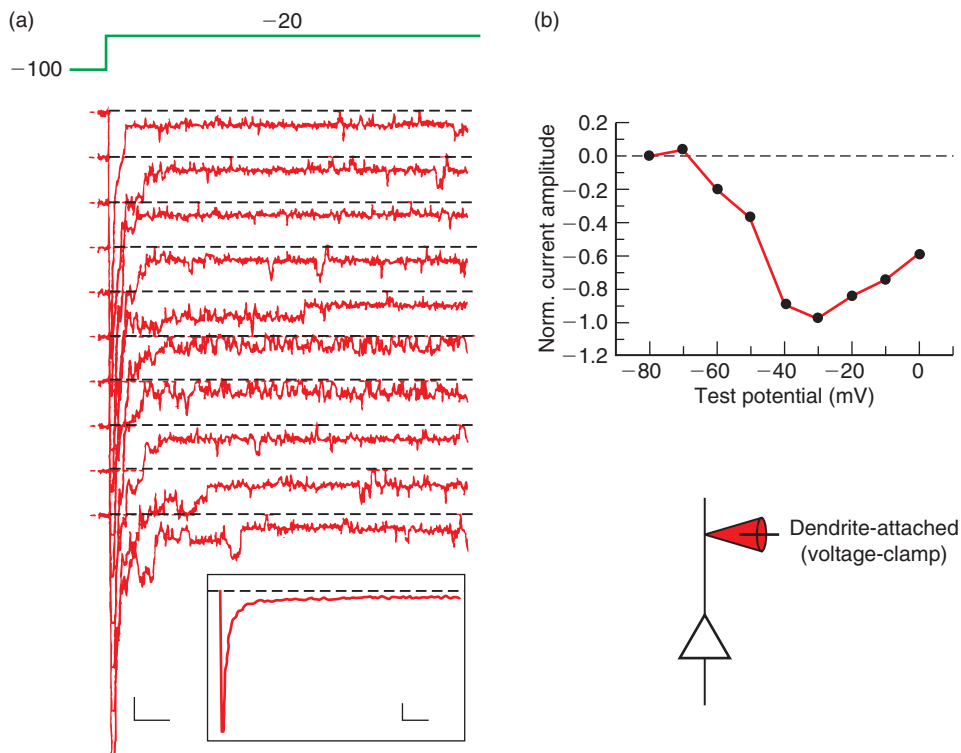 (a)
−20
−100
(b)
0.2
0.0
−0.2
−0.4
−0.6
−0.8
−1.0
−1.2
Norm. current amplitude
−80 −60 −40 −20 0
Test potential (mV)
Dendrite-attached
(voltage-clamp)